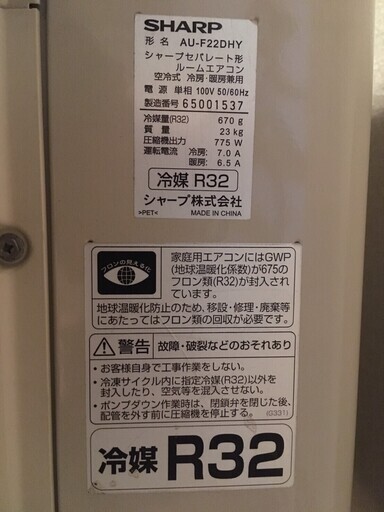 SHARP
形名 AU-F22DHY
シャープセパレート形
ルームエアコン
空冷式 冷房・暖房兼用
電源 単相 100V 50/60Hz
製造番号 65001537
冷媒量(R32) 670 g
質量 23 kg
圧縮機出力 775 W
運転電流 冷房: 7.0 A
暖房: 6.5 A
冷媒 R32
シャープ株式会社
>PET< MADE IN CHINA
フロンの見える化
家庭用エアコンにはGWP
(地球温暖化係数)が675の
フロン類(R32)が封入され
ています。
地球温暖化防止のため、移設・修理・廃棄等
にあたってはフロン類の回収が必要です。
警告 故障・破裂などのおそれあり
・お客様自身で工事作業をしない。
・冷凍サイクル内に指定冷媒(R32)以外を
封入したり、空気等を混入させない。
・ポンプダウン作業時は、閉鎖弁を閉じた後、
配管を外す前に圧縮機を停止する。 (G331)
冷媒 R32